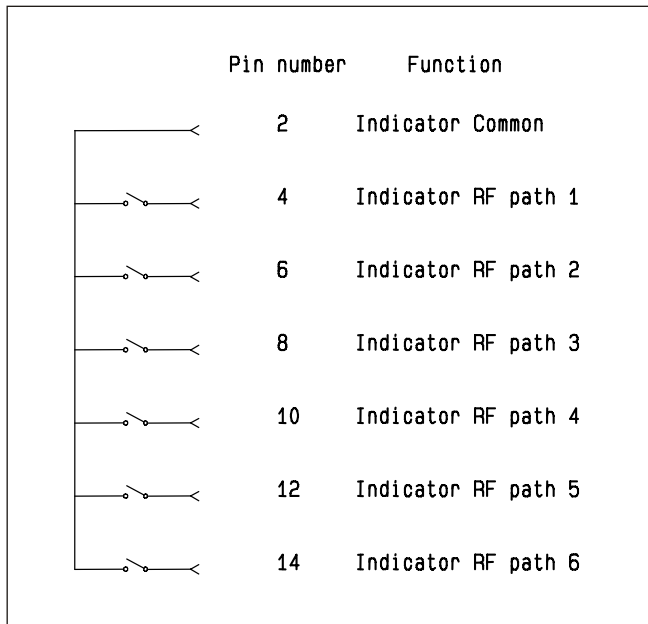 Pin number Function
2 Indicator Common
4 Indicator RF path 1
6 Indicator RF path 2
8 Indicator RF path 3
10 Indicator RF path 4
12 Indicator RF path 5
14 Indicator RF path 6